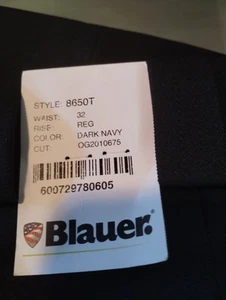 STYLE: 8650T
WAIST: 32
RISE: REG
COLOR: DARK NAVY
CUT: OG2010675
600729780605
Blauer.